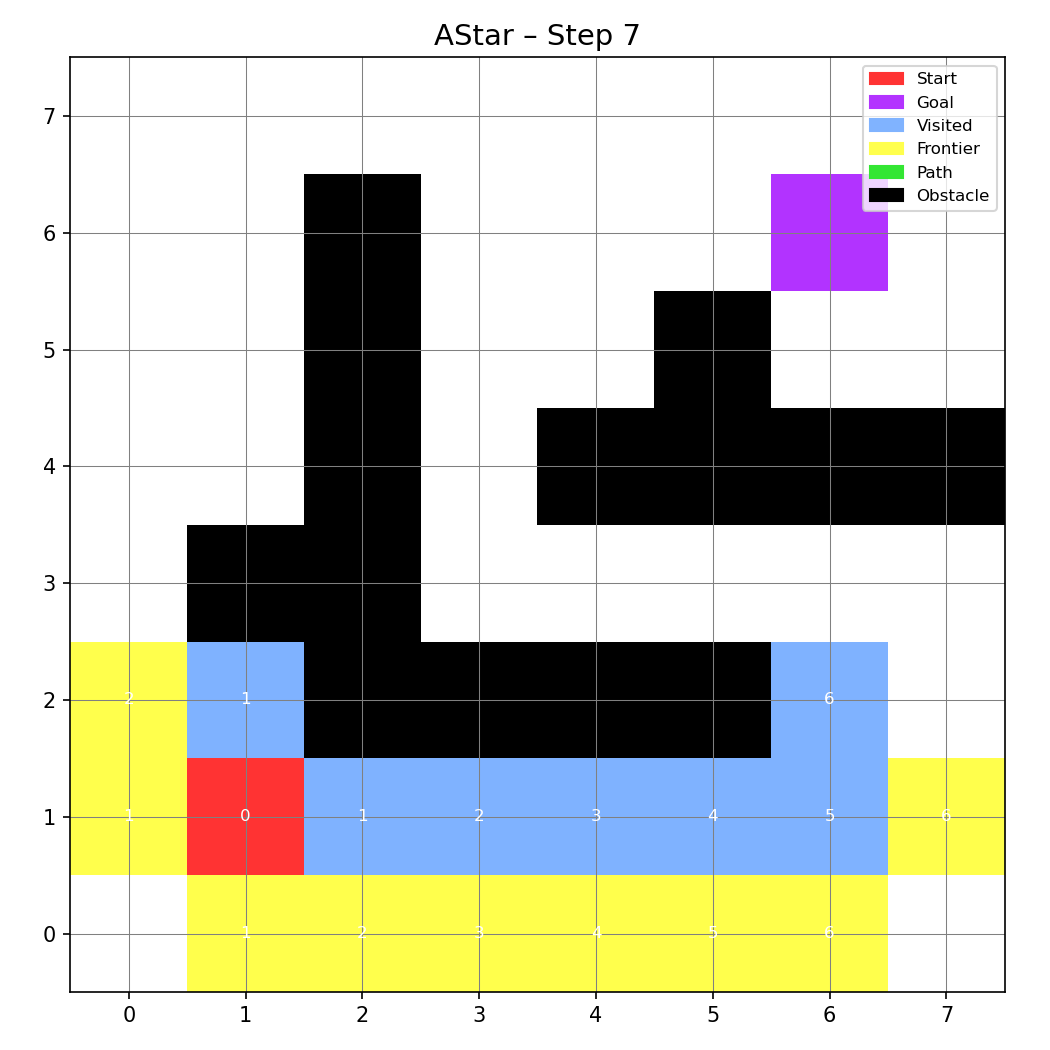 AStar – Step 7
Start
Goal
Visited
Frontier
Path
Obstacle
7
6
5
4
3
2 2 1 6
1 1 0 1 2 3 4 5 6
0 1 2 3 4 5 6
0 1 2 3 4 5 6 7